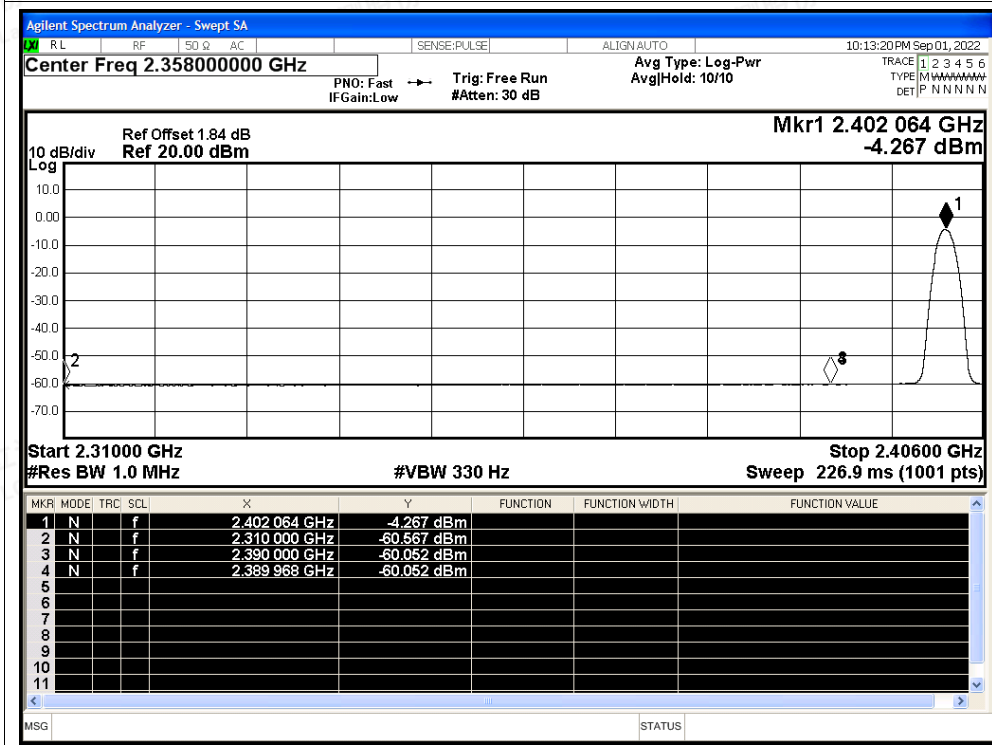 Agilent Spectrum Analyzer - Swept SA
LXI RL RF 50 Ω AC SENSE:PULSE ALIGN AUTO 10:13:20 PM Sep 01, 2022
Center Freq 2.358000000 GHz
PNO: Fast Trig: Free Run Avg Type: Log-Pwr TRACE 1 2 3 4 5 6
IFGain:Low #Atten: 30 dB Avg|Hold: 10/10 TYPE M WWWWW
DET P N N N N N
Mkr1 2.402 064 GHz
-4.267 dBm
Ref Offset 1.84 dB
10 dB/div Ref 20.00 dBm
Log
10.0
0.00
-10.0
-20.0
-30.0
-40.0
-50.0
-60.0
-70.0
1
2
Start 2.31000 GHz Stop 2.40600 GHz
#Res BW 1.0 MHz #VBW 330 Hz Sweep 226.9 ms (1001 pts)
MKR MODE TRC SCL X Y FUNCTION FUNCTION WIDTH FUNCTION VALUE
1 N f 2.402 064 GHz -4.267 dBm
2 N f 2.310 000 GHz -60.567 dBm
3 N f 2.390 000 GHz -60.052 dBm
4 N f 2.389 968 GHz -60.052 dBm
5
6
7
8
9
10
11
MSG STATUS